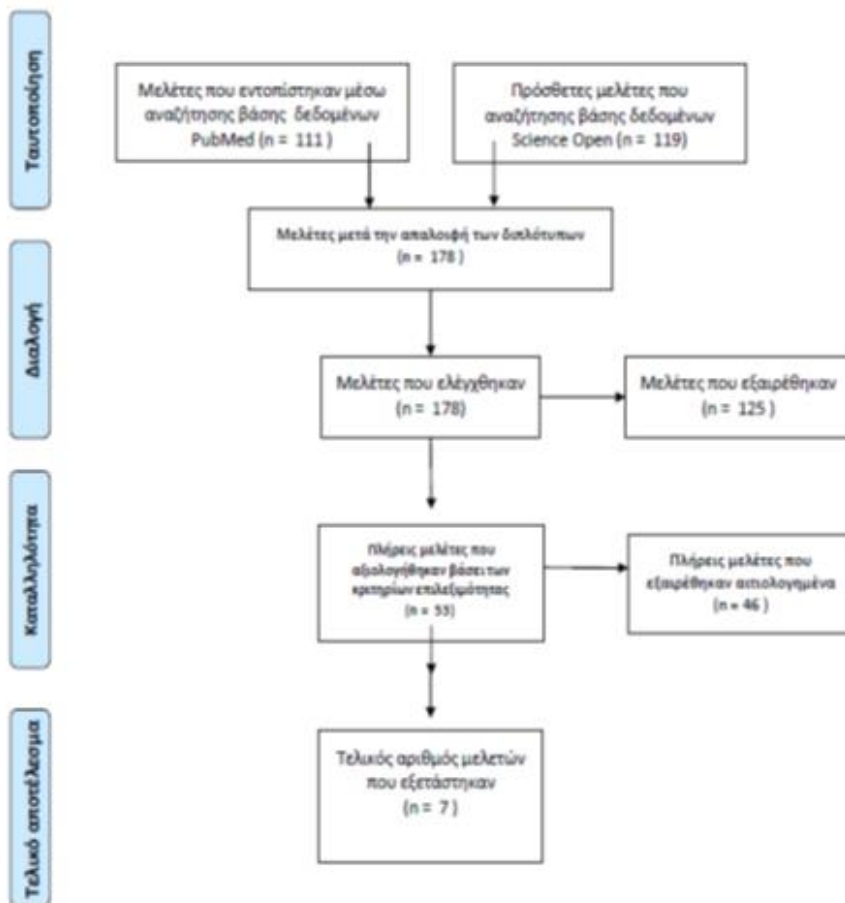 Ταυτοποίηση
Μελέτες που εντοπίστηκαν μέσω
αναζήτησης βάσης δεδομένων
PubMed (n = 111 )
Πρόσθετες μελέτες που
αναζήτησης βάσης δεδομένων
Science Open (n = 119)
Μελέτες μετά την απαλοιφή των διπλότυπων
(n = 178 )
Διαλογή
Μελέτες που ελέγχθηκαν
(n = 178)
Μελέτες που εξαιρέθηκαν
(n = 125 )
Καταλληλότητα
Πλήρεις μελέτες που
αξιολογήθηκαν βάσει των
κριτηρίων επιλεξιμότητας
(n = 53)
Πλήρεις μελέτες που
εξαιρέθηκαν αιτιολογημένα
(n = 46 )
Τελικό αποτέλεσμα
Τελικός αριθμός μελετών
που εξετάστηκαν
(n = 7 )